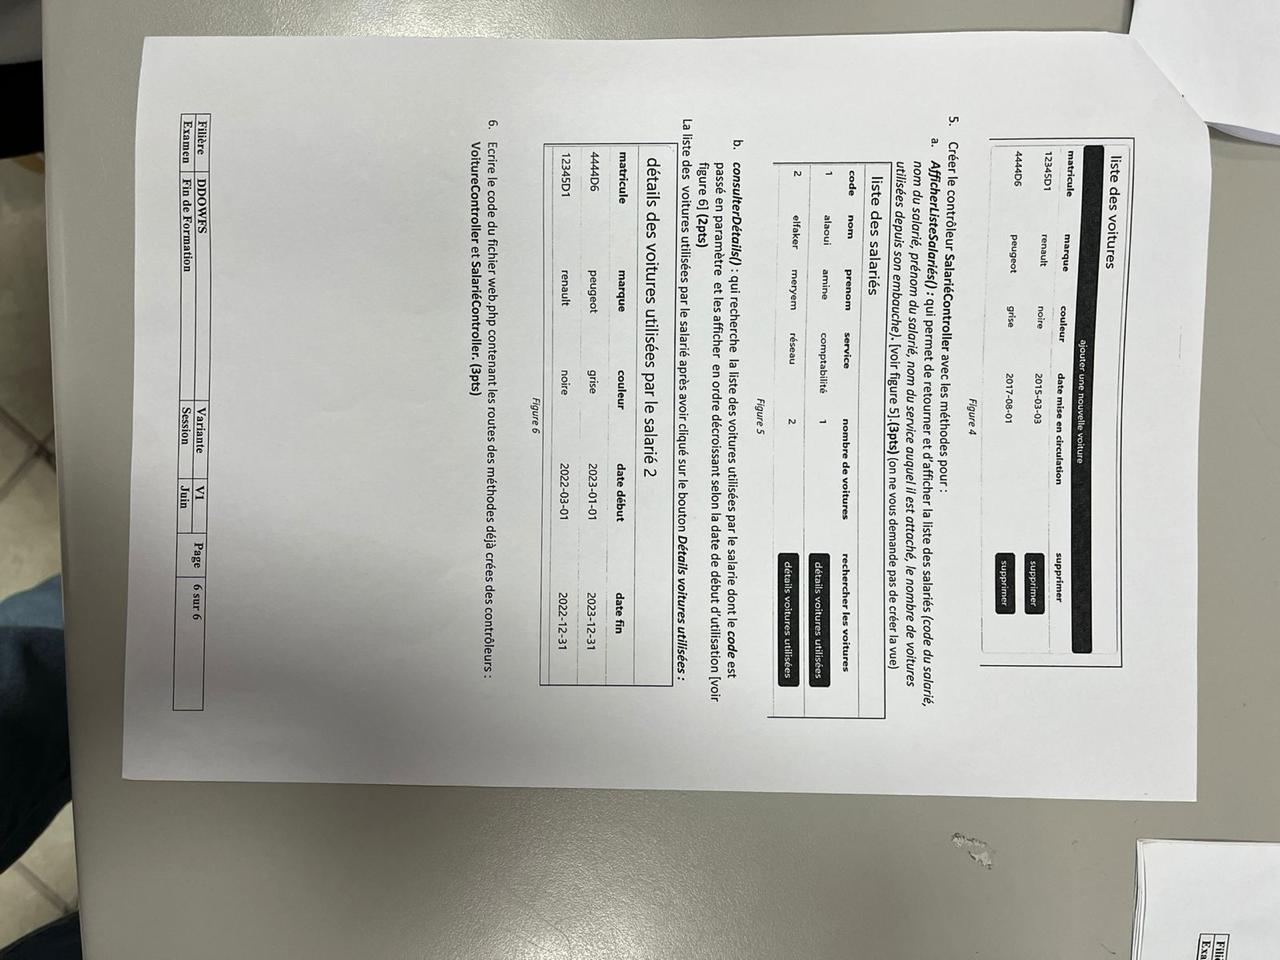 Fili
Exa
liste des voitures
ajouter une nouvelle voiture
matricule marque couleur date mise en circulation supprimer
12345D1 renault noire 2015-03-03 supprimer
4444D6 peugeot grise 2017-08-01 supprimer
Figure 4
5. Créer le contrôleur SalariéController avec les méthodes pour :
a. AfficherListeSalariés() : qui permet de retourner et d'afficher la liste des salariés (code du salarié,
nom du salarié, prénom du salarié, nom du service auquel il est attaché, le nombre de voitures
utilisées depuis son embauche). [voir figure 5].(3pts) (on ne vous demande pas de créer la vue)
liste des salariés
code nom prenom service nombre de voitures rechercher les voitures
1 alaoui amine comptabilité 1 détails voitures utilisées
2 elfaker meryem réseau 2 détails voitures utilisées
Figure 5
b. consulterDétails() : qui recherche la liste des voitures utilisées par le salarie dont le code est
passé en paramètre et les afficher en ordre décroissant selon la date de début d'utilisation [voir
figure 6] (2pts)
La liste des voitures utilisées par le salarié après avoir cliqué sur le bouton Détails voitures utilisées :
détails des voitures utilisées par le salarié 2
matricule marque couleur date début date fin
4444D6 peugeot grise 2023-01-01 2023-12-31
12345D1 renault noire 2022-03-01 2022-12-31
Figure 6
6. Ecrire le code du fichier web.php contenant les routes des méthodes déjà crées des contrôleurs :
VoitureController et SalariéController. (3pts)
Filière DDOWFS Variante V1 Page 6 sur 6
Examen Fin de Formation Session Juin